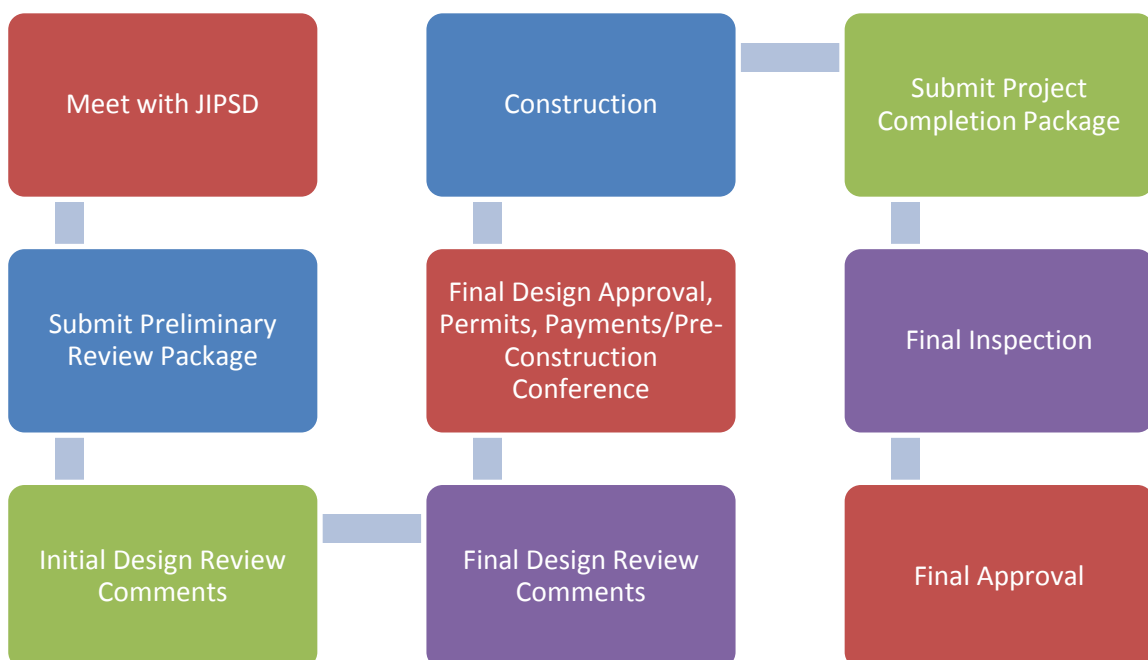 Meet with JIPSD
Submit Preliminary
Review Package
Initial Design Review
Comments
Final Design Review
Comments
Final Design Approval,
Permits, Payments/Pre-
Construction
Conference
Construction
Submit Project
Completion Package
Final Inspection
Final Approval